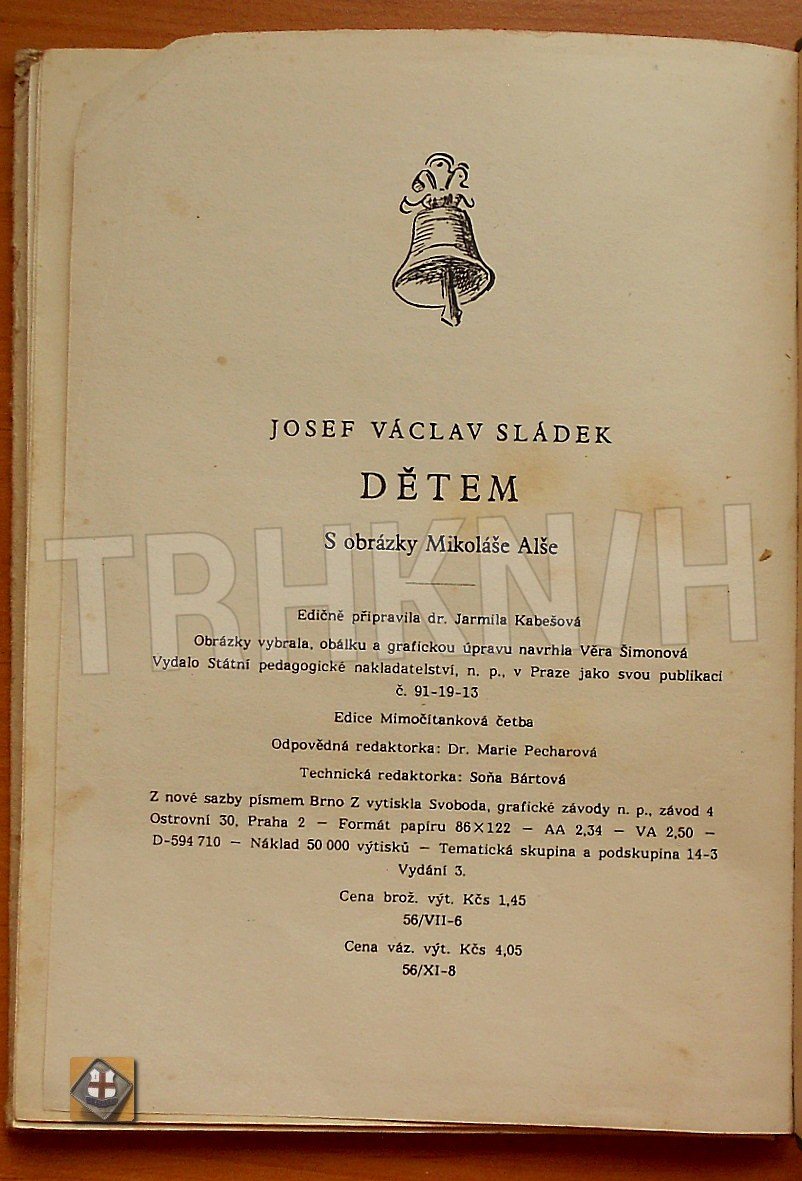 JOSEF VÁCLAV SLÁDEK
DĚTEM
S obrázky Mikoláše Alše
TRHKN/H
Edičně připravila dr. Jarmila Kabešová
Obrázky vybrala, obálku a grafickou úpravu navrhla Věra Šimonová
Vydalo Státní pedagogické nakladatelství, n. p., v Praze jako svou publikaci
č. 91-19-13
Edice Mimočítanková četba
Odpovědná redaktorka: Dr. Marie Pecharová
Technická redaktorka: Soňa Bártová
Z nové sazby písmem Brno Z vytiskla Svoboda, grafické závody n. p., závod 4
Ostrovní 30, Praha 2 — Formát papíru 86×122 — AA 2,34 — VA 2,50 —
D-594 710 — Náklad 50 000 výtisků — Tematická skupina a podskupina 14-3
Vydání 3.
Cena brož. výt. Kčs 1,45
56/VII-6
Cena váz. výt. Kčs 4,05
56/XI-8